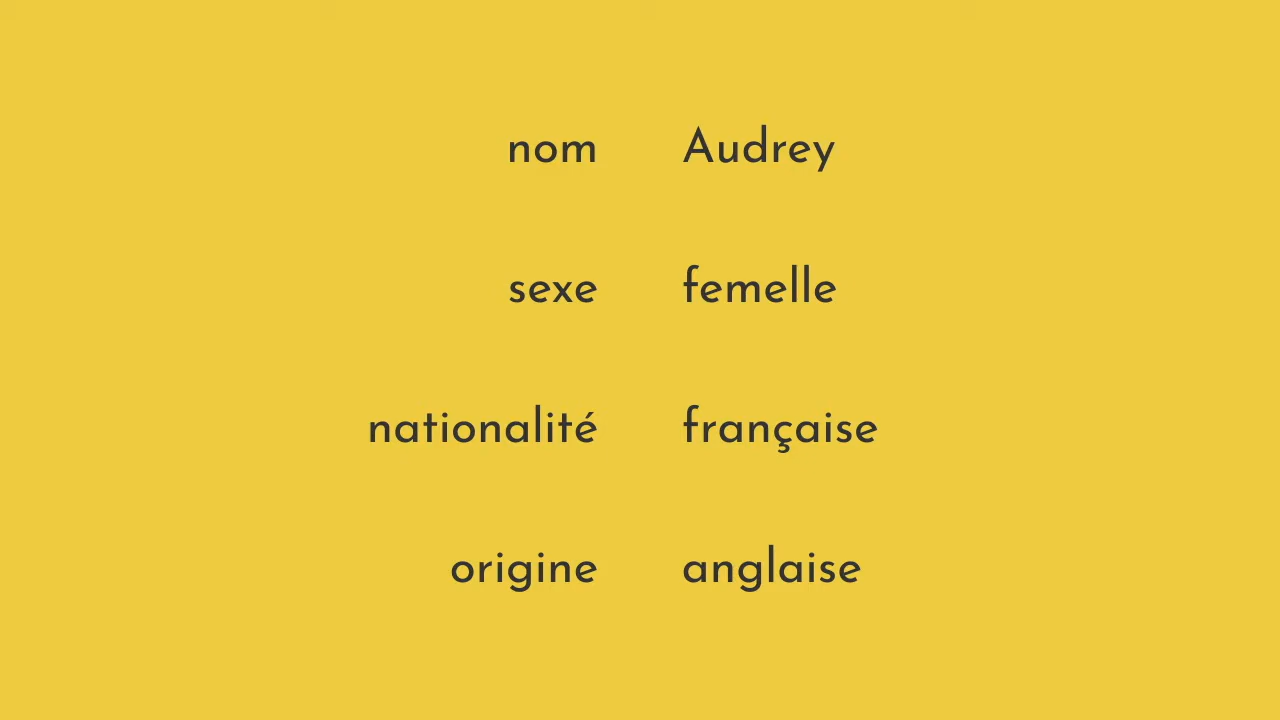 nom Audrey
sexe femelle
nationalité française
origine anglaise